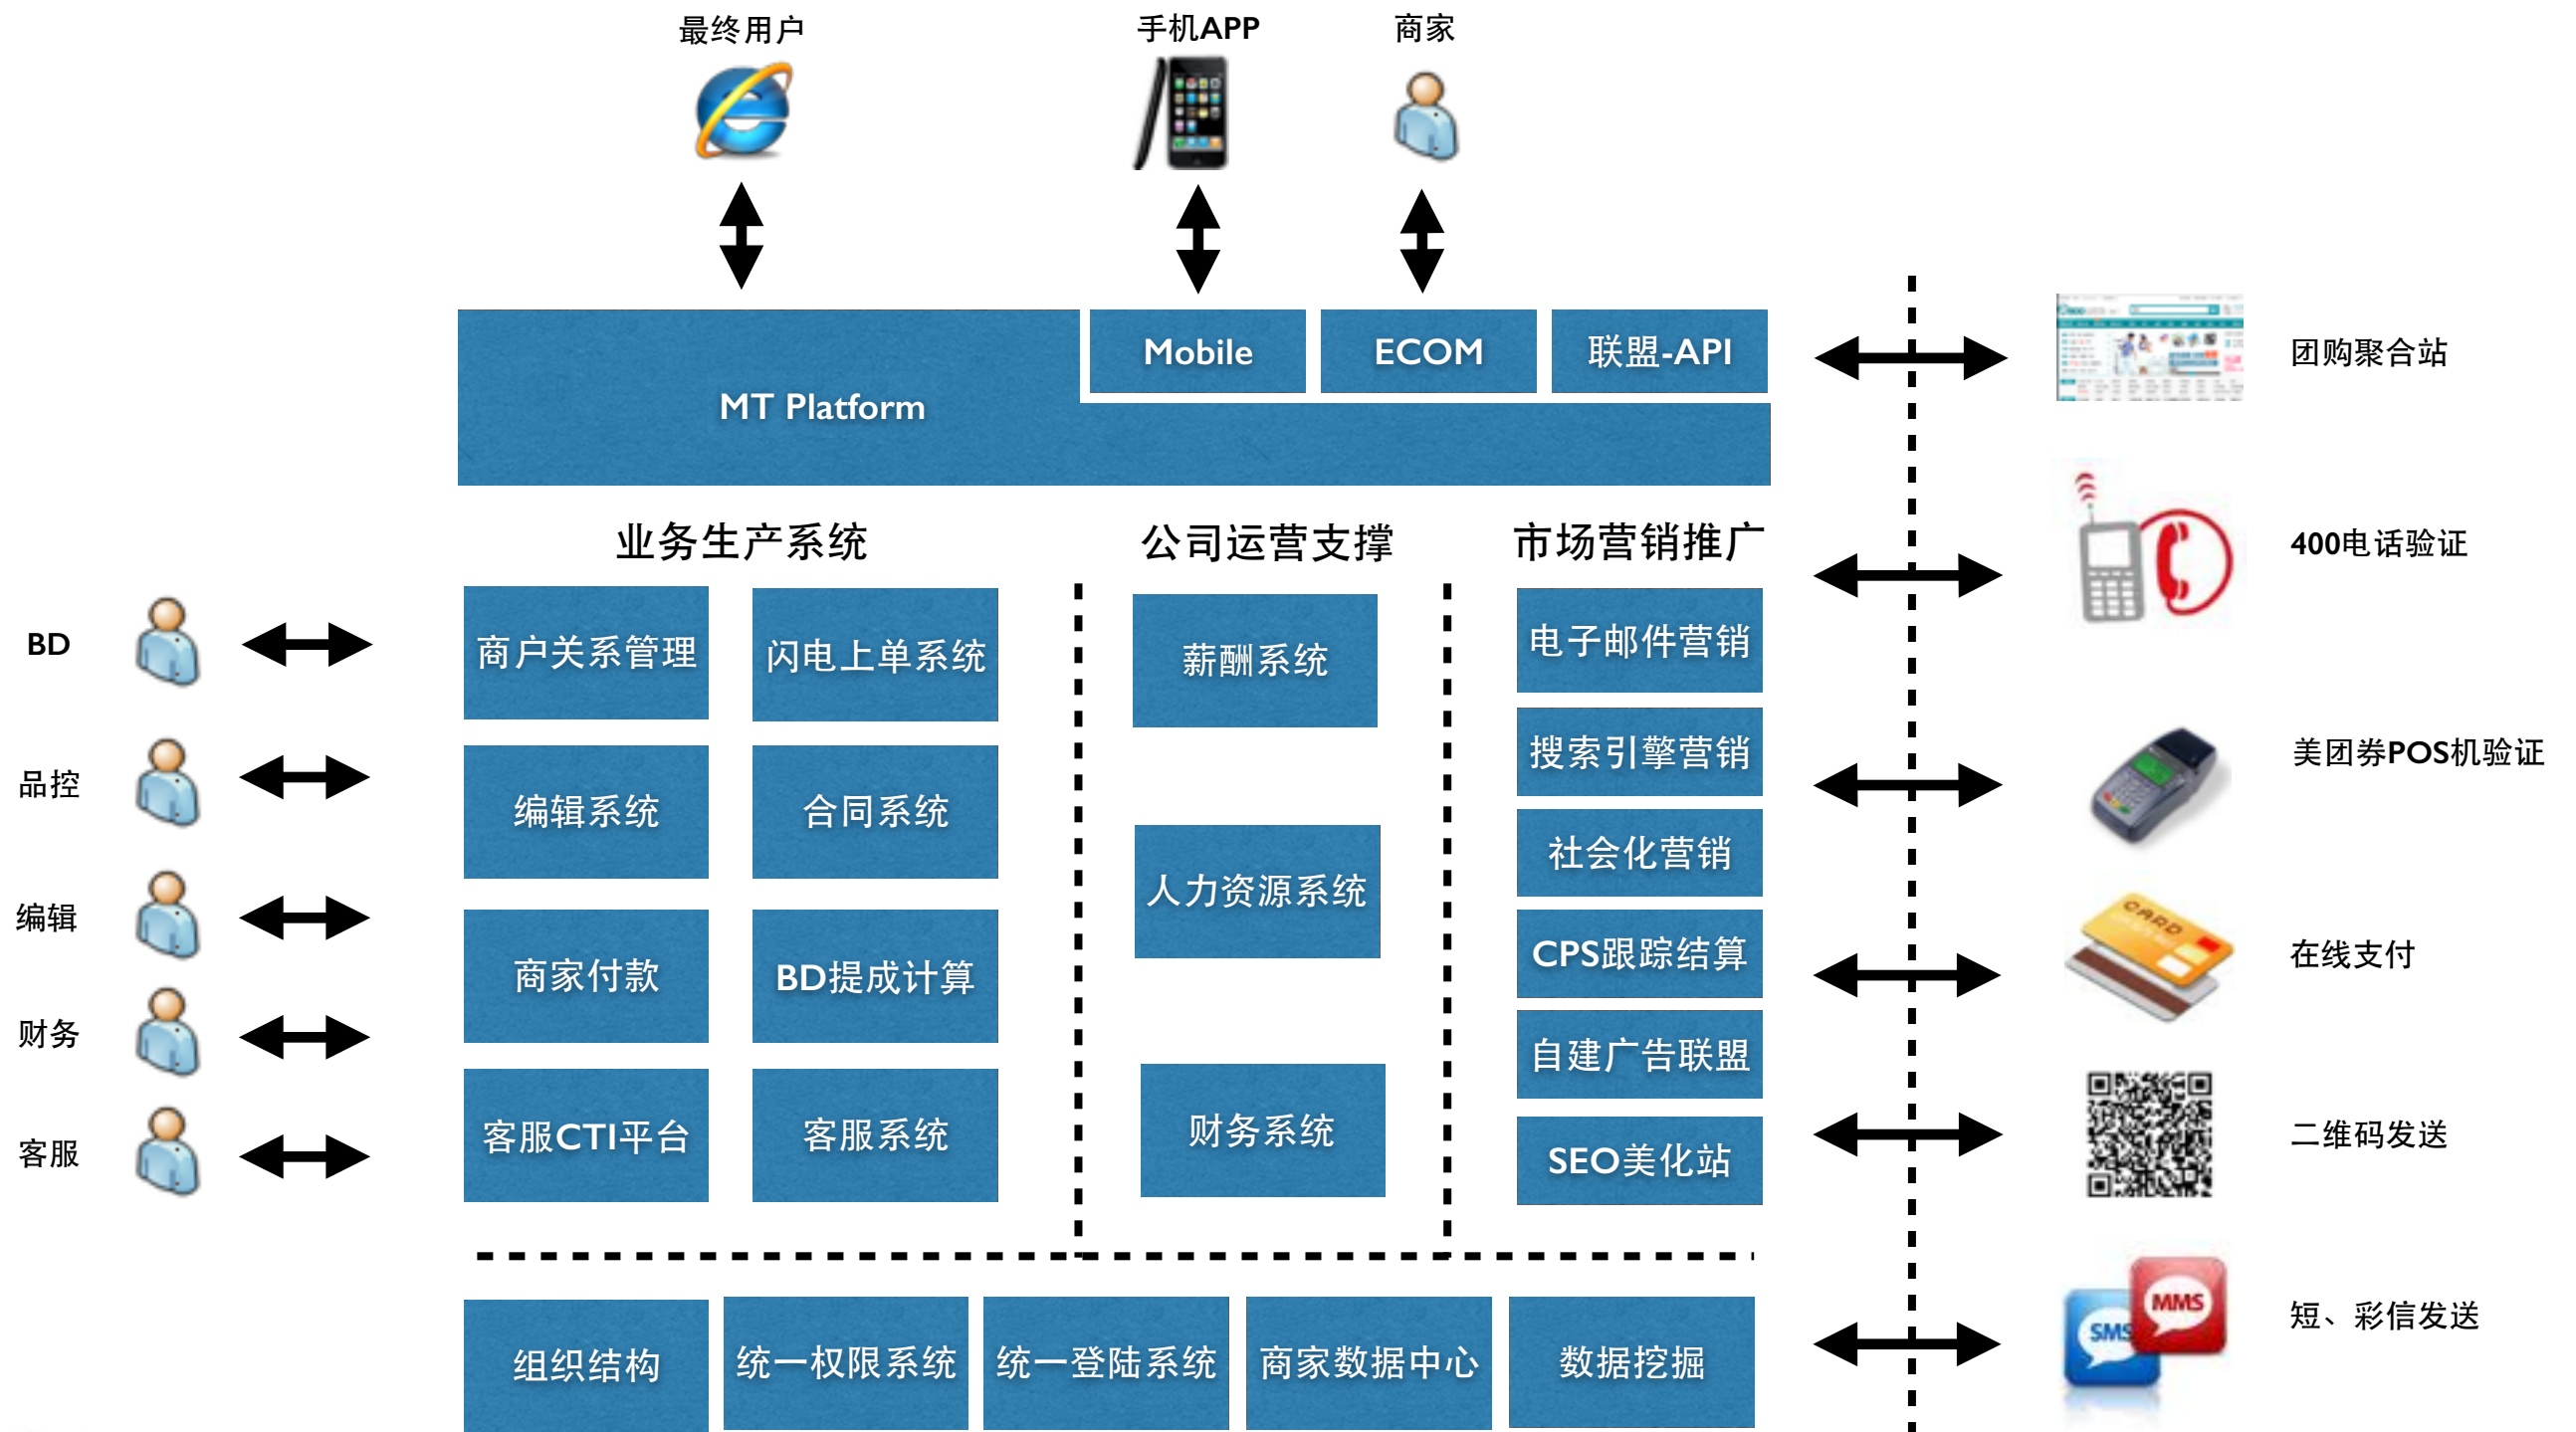 最终用户
手机APP
商家
MT Platform
Mobile
ECOM
联盟-API
团购聚合站
400电话验证
美团券POS机验证
在线支付
二维码发送
短、彩信发送
BD
品控
编辑
财务
客服
业务生产系统
商户关系管理
闪电上单系统
编辑系统
合同系统
商家付款
BD提成计算
客服CTI平台
客服系统
公司运营支撑
薪酬系统
人力资源系统
财务系统
市场营销推广
电子邮件营销
搜索引擎营销
社会化营销
CPS跟踪结算
自建广告联盟
SEO美化站
组织结构
统一权限系统
统一登陆系统
商家数据中心
数据挖掘
CARD
SMS
MMS